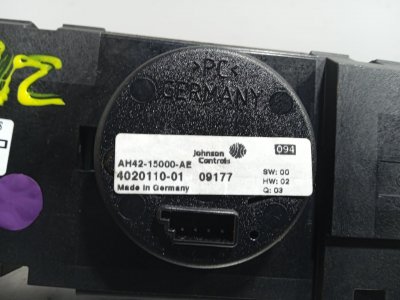 >PC<
GERMANY
Johnson Controls 094
AH42-15000-AE
4020110-01 09177
Made in Germany
SW: 00
HW: 02
Q: 03